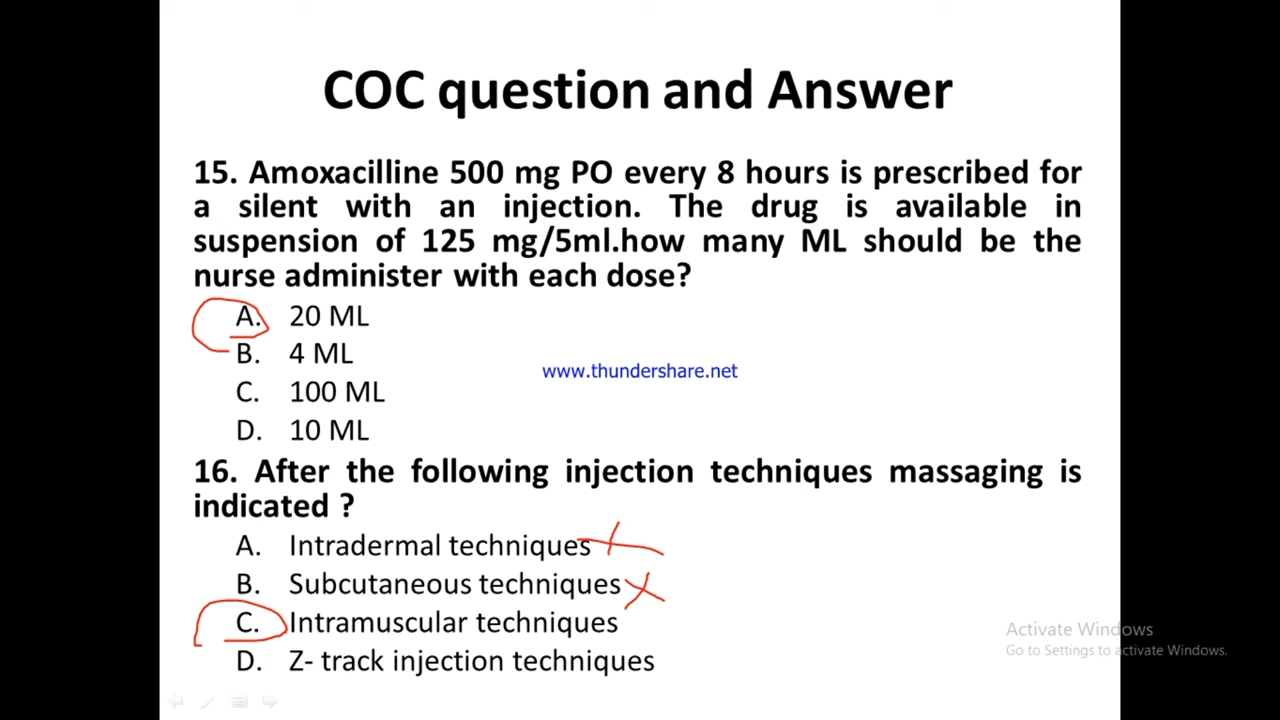 COC question and Answer
15. Amoxacilline 500 mg PO every 8 hours is prescribed for
a silent with an injection. The drug is available in
suspension of 125 mg/5ml.how many ML should be the
nurse administer with each dose?
A. 20 ML
B. 4 ML
www.thundershare.net
C. 100 ML
D. 10 ML
16. After the following injection techniques massaging is
indicated ?
A. Intradermal techniques
B. Subcutaneous techniques
C. Intramuscular techniques
D. Z- track injection techniques
Activate Windows
Go to Settings to activate Windows.